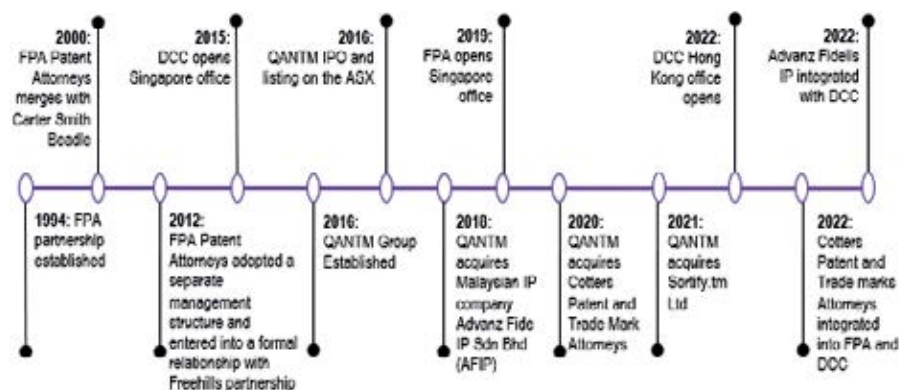 2000:
FPA Patent
Attorneys
merges with
Carter Smith
Beadle
2015:
DCC opens
Singapore office
2016:
QANTM IPO and
listing on the ASX
2019:
FPA opens
Singapore
office
2022:
DCC Hong
Kong office
opens
2022:
Advanz Fidelis
IP integrated
with DCC
1994: FPA
partnership
established
2012:
FPA Patent
Attorneys adopted a
separate
management
structure and
entered into a formal
relationship with
Freehills partnership
2016:
QANTM Group
Established
2018:
QANTM
acquires
Malaysian IP
company
Advanz Fide
IP Sdn Bhd
(AFIP)
2020:
QANTM
acquires
Cotters
Patent and
Trade Mark
Attorneys
2021:
QANTM
acquires
Sortify.tm
Ltd
2022:
Cotters
Patent and
Trade marks
Attorneys
integrated
into FPA and
DCC